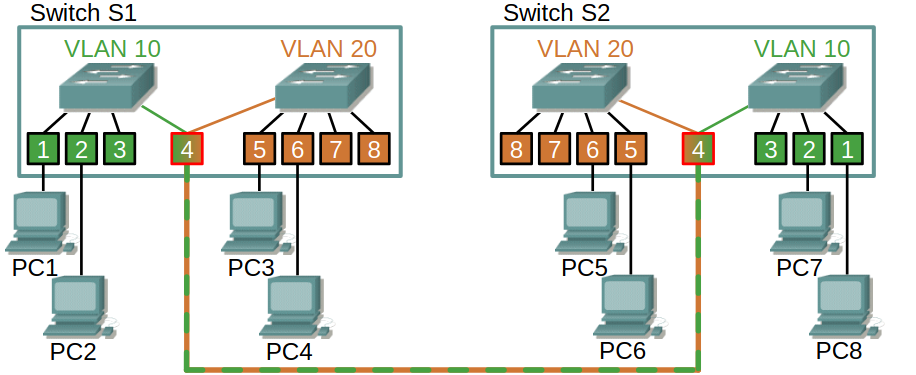 Switch S1
Switch S2
VLAN 10
VLAN 20
VLAN 20
VLAN 10
1 2 3 4 5 6 7 8
8 7 6 5 4 3 2 1
PC1
PC3
PC5
PC7
PC2
PC4
PC6
PC8